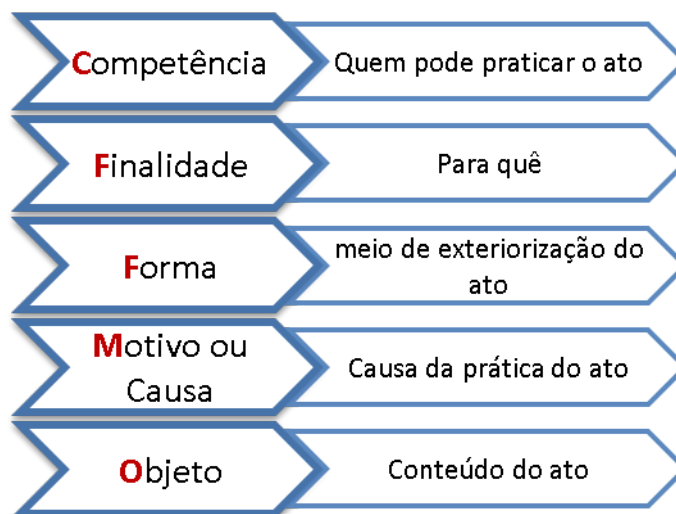 Competência
Quem pode praticar o ato
Finalidade
Para quê
Forma
meio de exteriorização do
ato
Motivo ou
Causa
Causa da prática do ato
Objeto
Conteúdo do ato